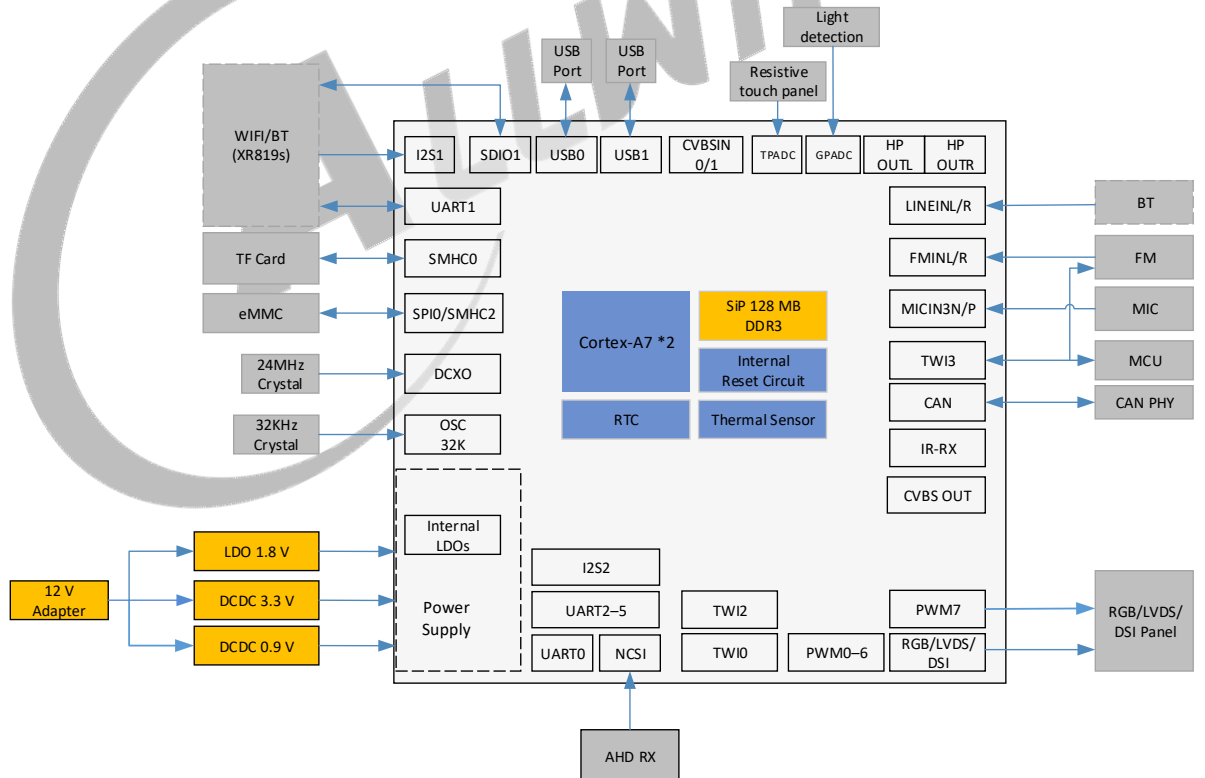 ALLWI
Light
detection
USB
Port
USB
Port
Resistive
touch panel
WIFI/BT
(XR819s)
I2S1
SDIO1
USB0
USB1
CVBSIN
0/1
TPADC
GPADC
HP
OUTL
HP
OUTR
UART1
LINEINL/R
BT
TF Card
SMHC0
FMINL/R
FM
eMMC
SPI0/SMHC2
Cortex-A7 *2
SiP 128 MB
DDR3
MICIN3N/P
MIC
24MHz
Crystal
DCXO
Internal
Reset Circuit
TWI3
MCU
CAN
CAN PHY
32KHz
Crystal
OSC
32K
RTC
Thermal Sensor
IR-RX
CVBS OUT
Internal
LDOs
LDO 1.8 V
I2S2
12 V
Adapter
DCDC 3.3 V
Power
Supply
UART2–5
TWI2
PWM7
RGB/LVDS/
DSI Panel
DCDC 0.9 V
UART0
NCSI
TWI0
PWM0–6
RGB/LVDS/
DSI
AHD RX